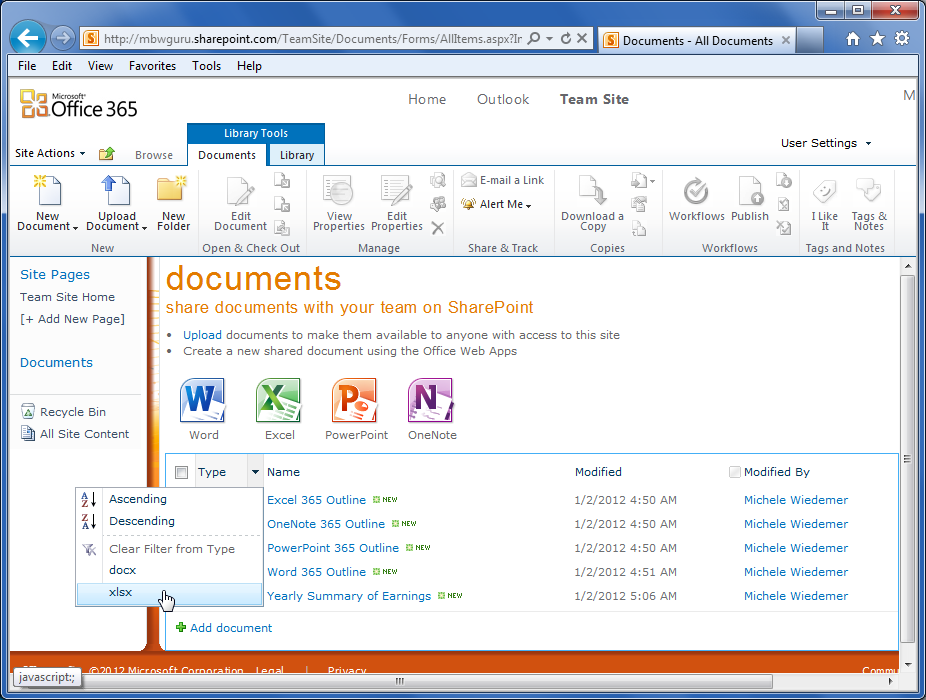 http://mbwguru.sharepoint.com/TeamSite/Documents/Forms/AllItems.aspx?In
Documents - All Documents
File Edit View Favorites Tools Help
Microsoft®
Office 365
Home Outlook Team Site
M
Library Tools
User Settings
Site Actions Browse Documents Library
New Document
Upload Document
New Folder
Edit Document
View Properties
Edit Properties
E-mail a Link
Alert Me
Download a Copy
Workflows
Publish
I Like It
Tags & Notes
New Open & Check Out Manage Share & Track Copies Workflows Tags and Notes
Site Pages
Team Site Home
[+ Add New Page]
Documents
Recycle Bin
All Site Content
documents
share documents with your team on SharePoint
Upload documents to make them available to anyone with access to this site
Create a new shared document using the Office Web Apps
Word Excel PowerPoint OneNote
Type Name Modified Modified By
Excel 365 Outline NEW 1/2/2012 4:50 AM Michele Wiedemer
OneNote 365 Outline NEW 1/2/2012 4:50 AM Michele Wiedemer
PowerPoint 365 Outline NEW 1/2/2012 4:50 AM Michele Wiedemer
Word 365 Outline NEW 1/2/2012 4:51 AM Michele Wiedemer
Yearly Summary of Earnings NEW 1/2/2012 5:06 AM Michele Wiedemer
Add document
Ascending
Descending
Clear Filter from Type
docx
xlsx
©2012 Microsoft Corporation Legal | Privacy
Commu
javascript:;